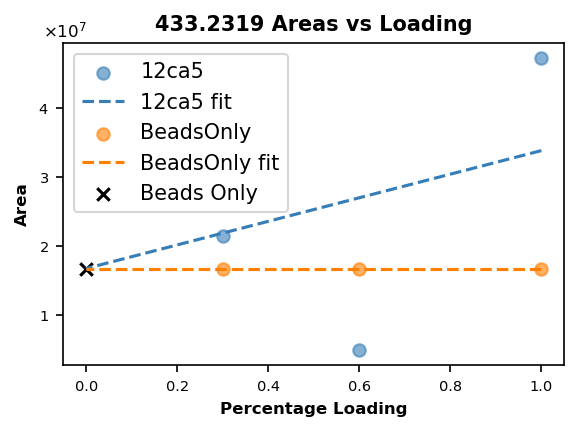 433.2319 Areas vs Loading
×10⁷
12ca5
12ca5 fit
BeadsOnly
BeadsOnly fit
Beads Only
4
3
2
1
Area
0.0 0.2 0.4 0.6 0.8 1.0
Percentage Loading